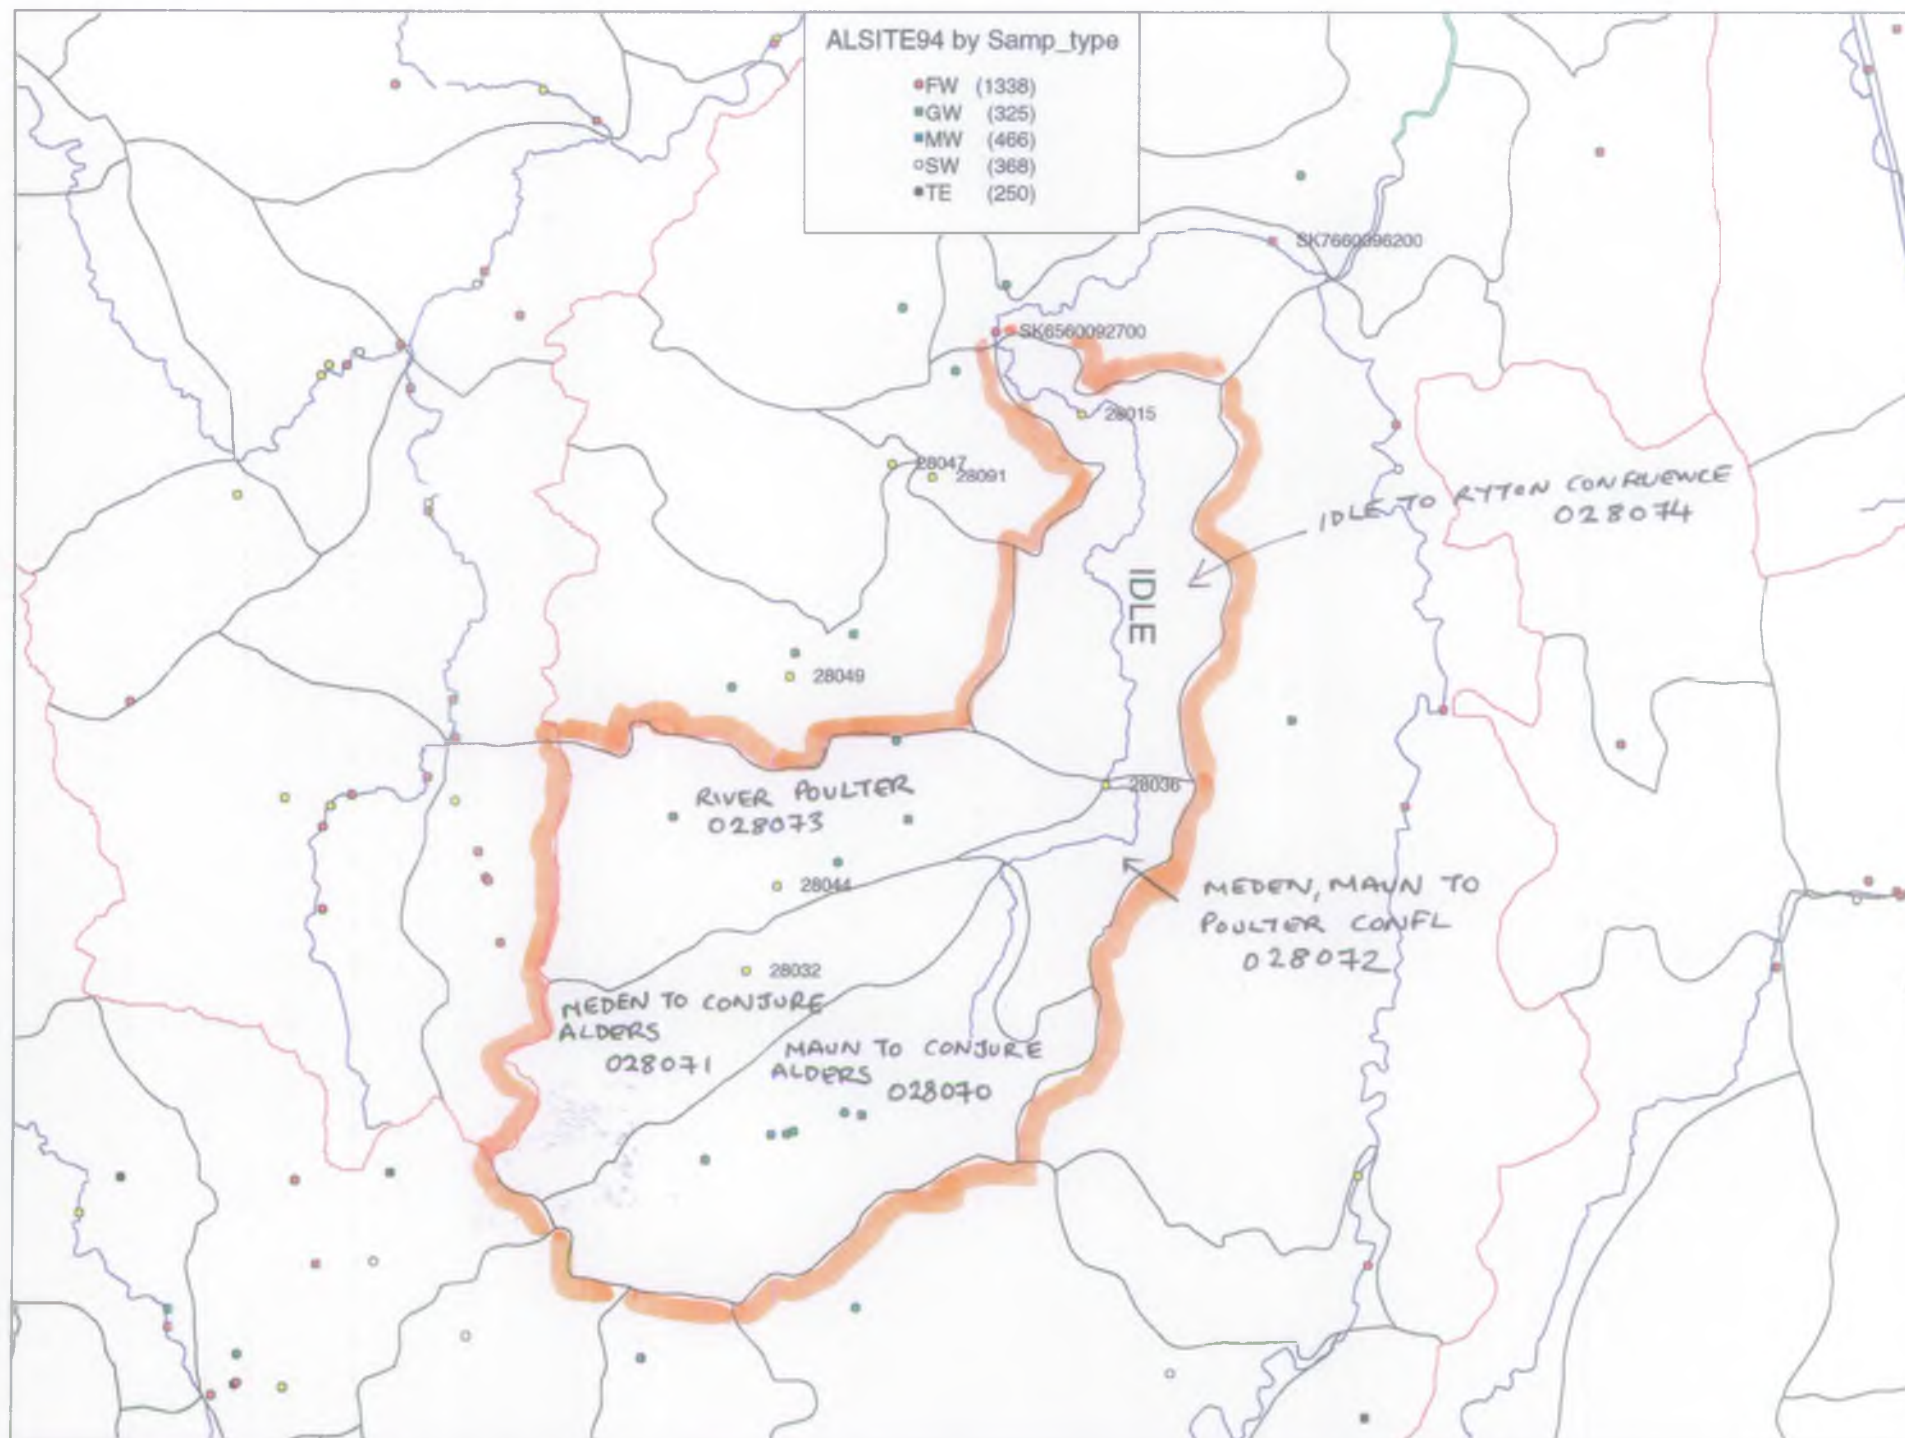 ALSITE94 by Samp_type
FW (1338)
GW (325)
MW (466)
SW (368)
TE (250)
SK7660396200
SK6560092700
28015
28047
28091
IDLE TO RYTON CONFLUENCE
028074
IDLE
28049
28036
RIVER POULTER
028073
28044
MEDEN, MAUN TO
POULTER CONFL
028072
28032
MEDEN TO CONJURE
ALDERS
028071
MAUN TO CONJURE
ALDERS 028070